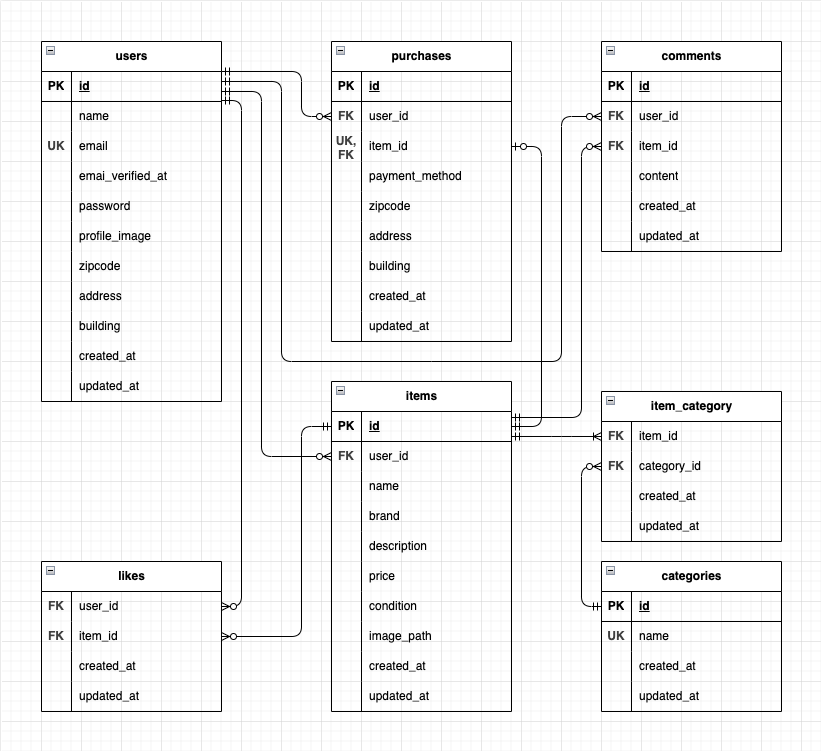 users
PK id
name
UK email
emai_verified_at
password
profile_image
zipcode
address
building
created_at
updated_at
purchases
PK id
FK user_id
UK, FK item_id
payment_method
zipcode
address
building
created_at
updated_at
comments
PK id
FK user_id
FK item_id
content
created_at
updated_at
items
PK id
FK user_id
name
brand
description
price
condition
image_path
created_at
updated_at
item_category
FK item_id
FK category_id
created_at
updated_at
likes
FK user_id
FK item_id
created_at
updated_at
categories
PK id
UK name
created_at
updated_at